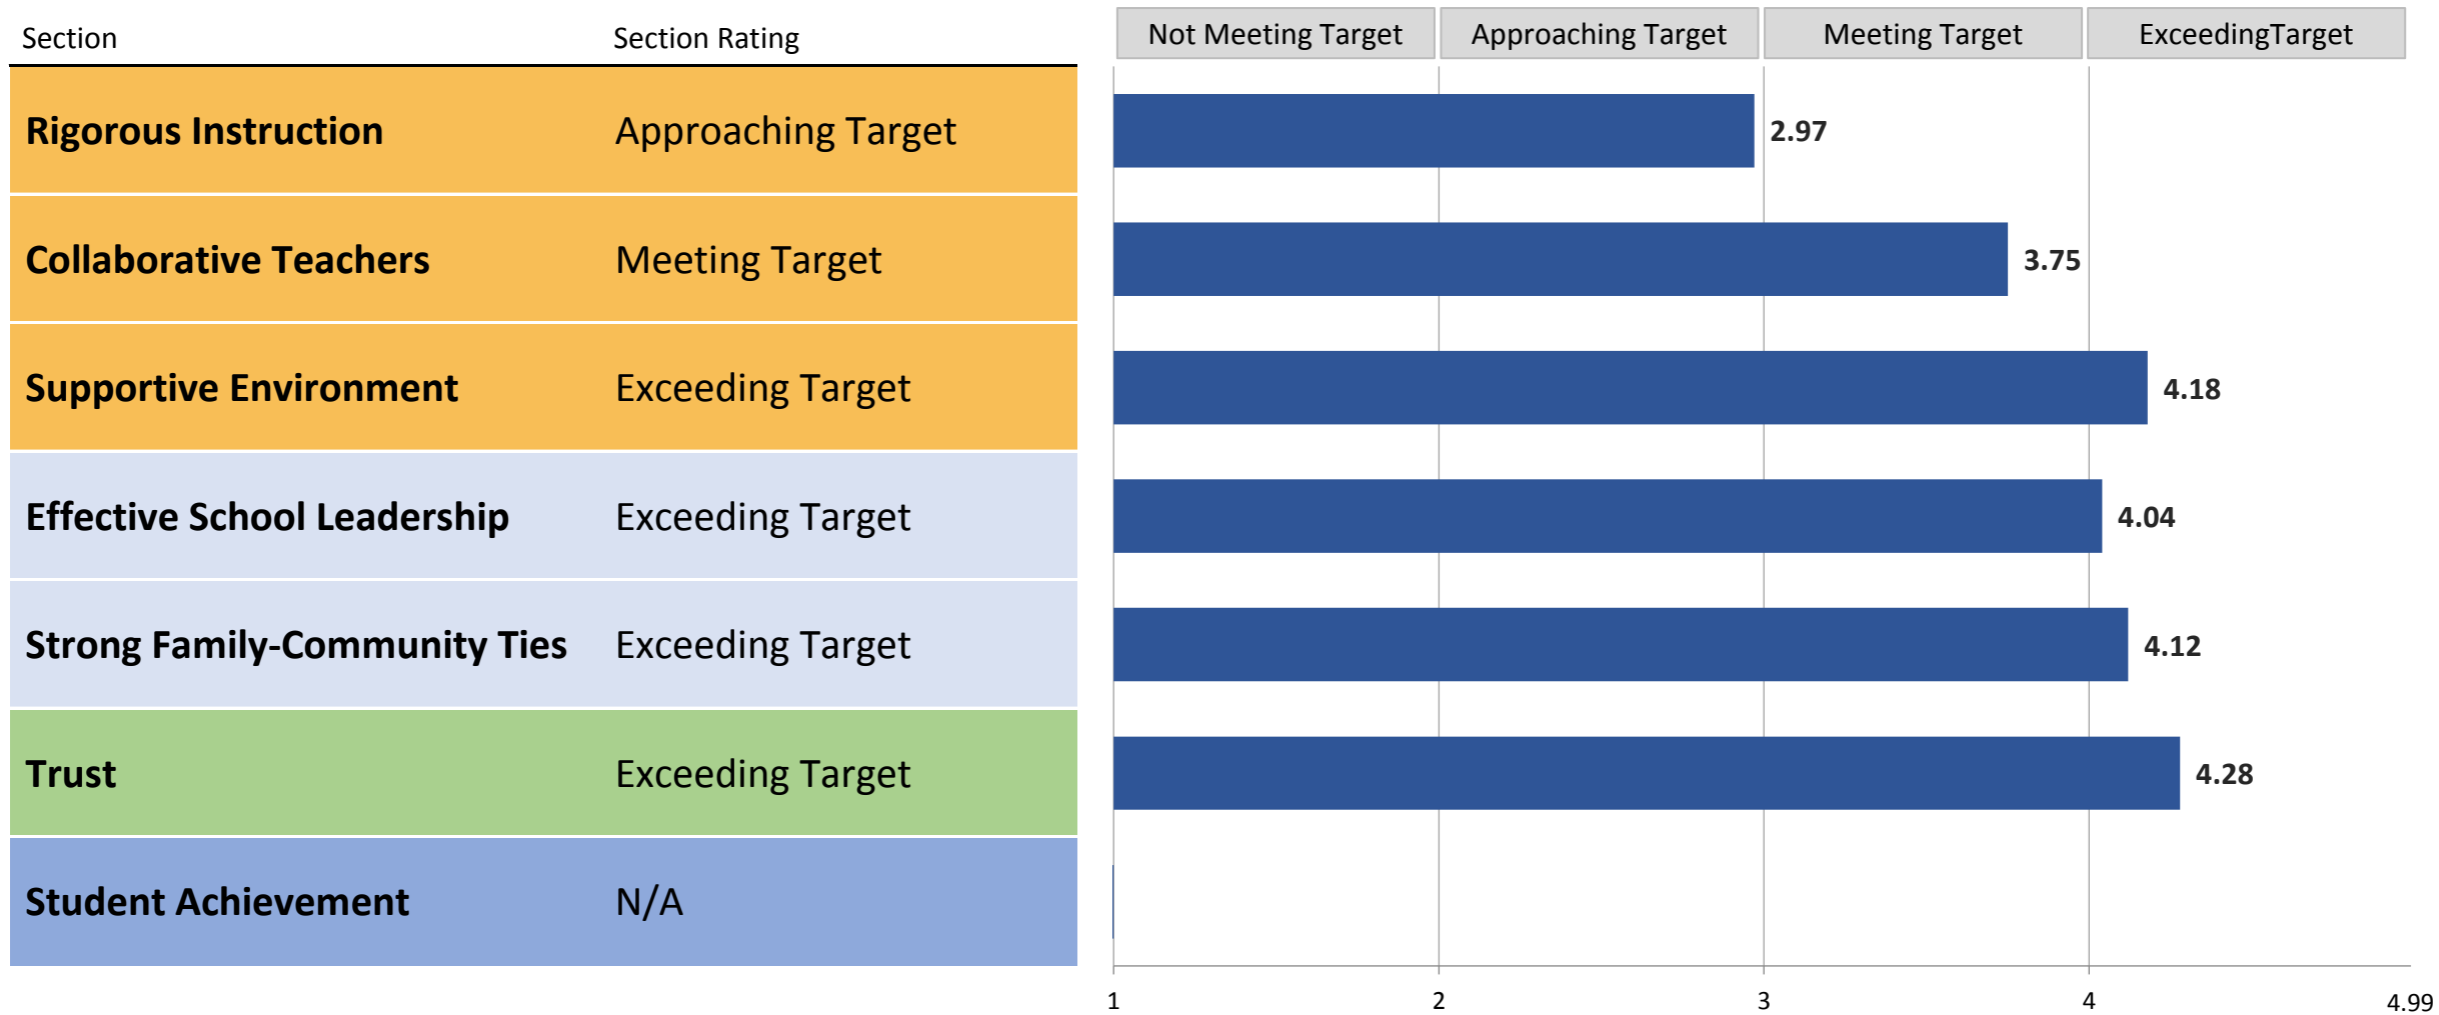 Section Section Rating Not Meeting Target Approaching Target Meeting Target ExceedingTarget
Rigorous Instruction Approaching Target 2.97
Collaborative Teachers Meeting Target 3.75
Supportive Environment Exceeding Target 4.18
Effective School Leadership Exceeding Target 4.04
Strong Family-Community Ties Exceeding Target 4.12
Trust Exceeding Target 4.28
Student Achievement N/A
1 2 3 4 4.99